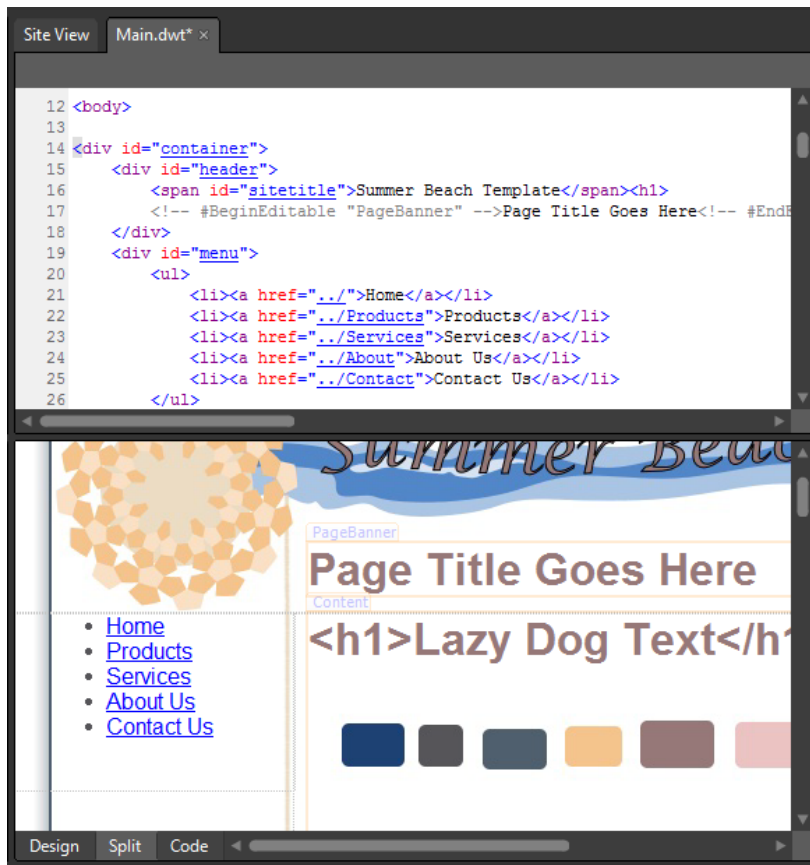 Site View Main.dwt* ×
12 <body>
13
14 <div id="container">
15 <div id="header">
16 <span id="sitetitle">Summer Beach Template</span><h1>
17 <!-- #BeginEditable "PageBanner" -->Page Title Goes Here<!-- #End
18 </div>
19 <div id="menu">
20 <ul>
21 <li><a href="../">Home</a></li>
22 <li><a href="../Products">Products</a></li>
23 <li><a href="../Services">Services</a></li>
24 <li><a href="../About">About Us</a></li>
25 <li><a href="../Contact">Contact Us</a></li>
26 </ul>
Summer Beac
PageBanner
Page Title Goes Here
Content
<h1>Lazy Dog Text</h1
Home
Products
Services
About Us
Contact Us
Design Split Code